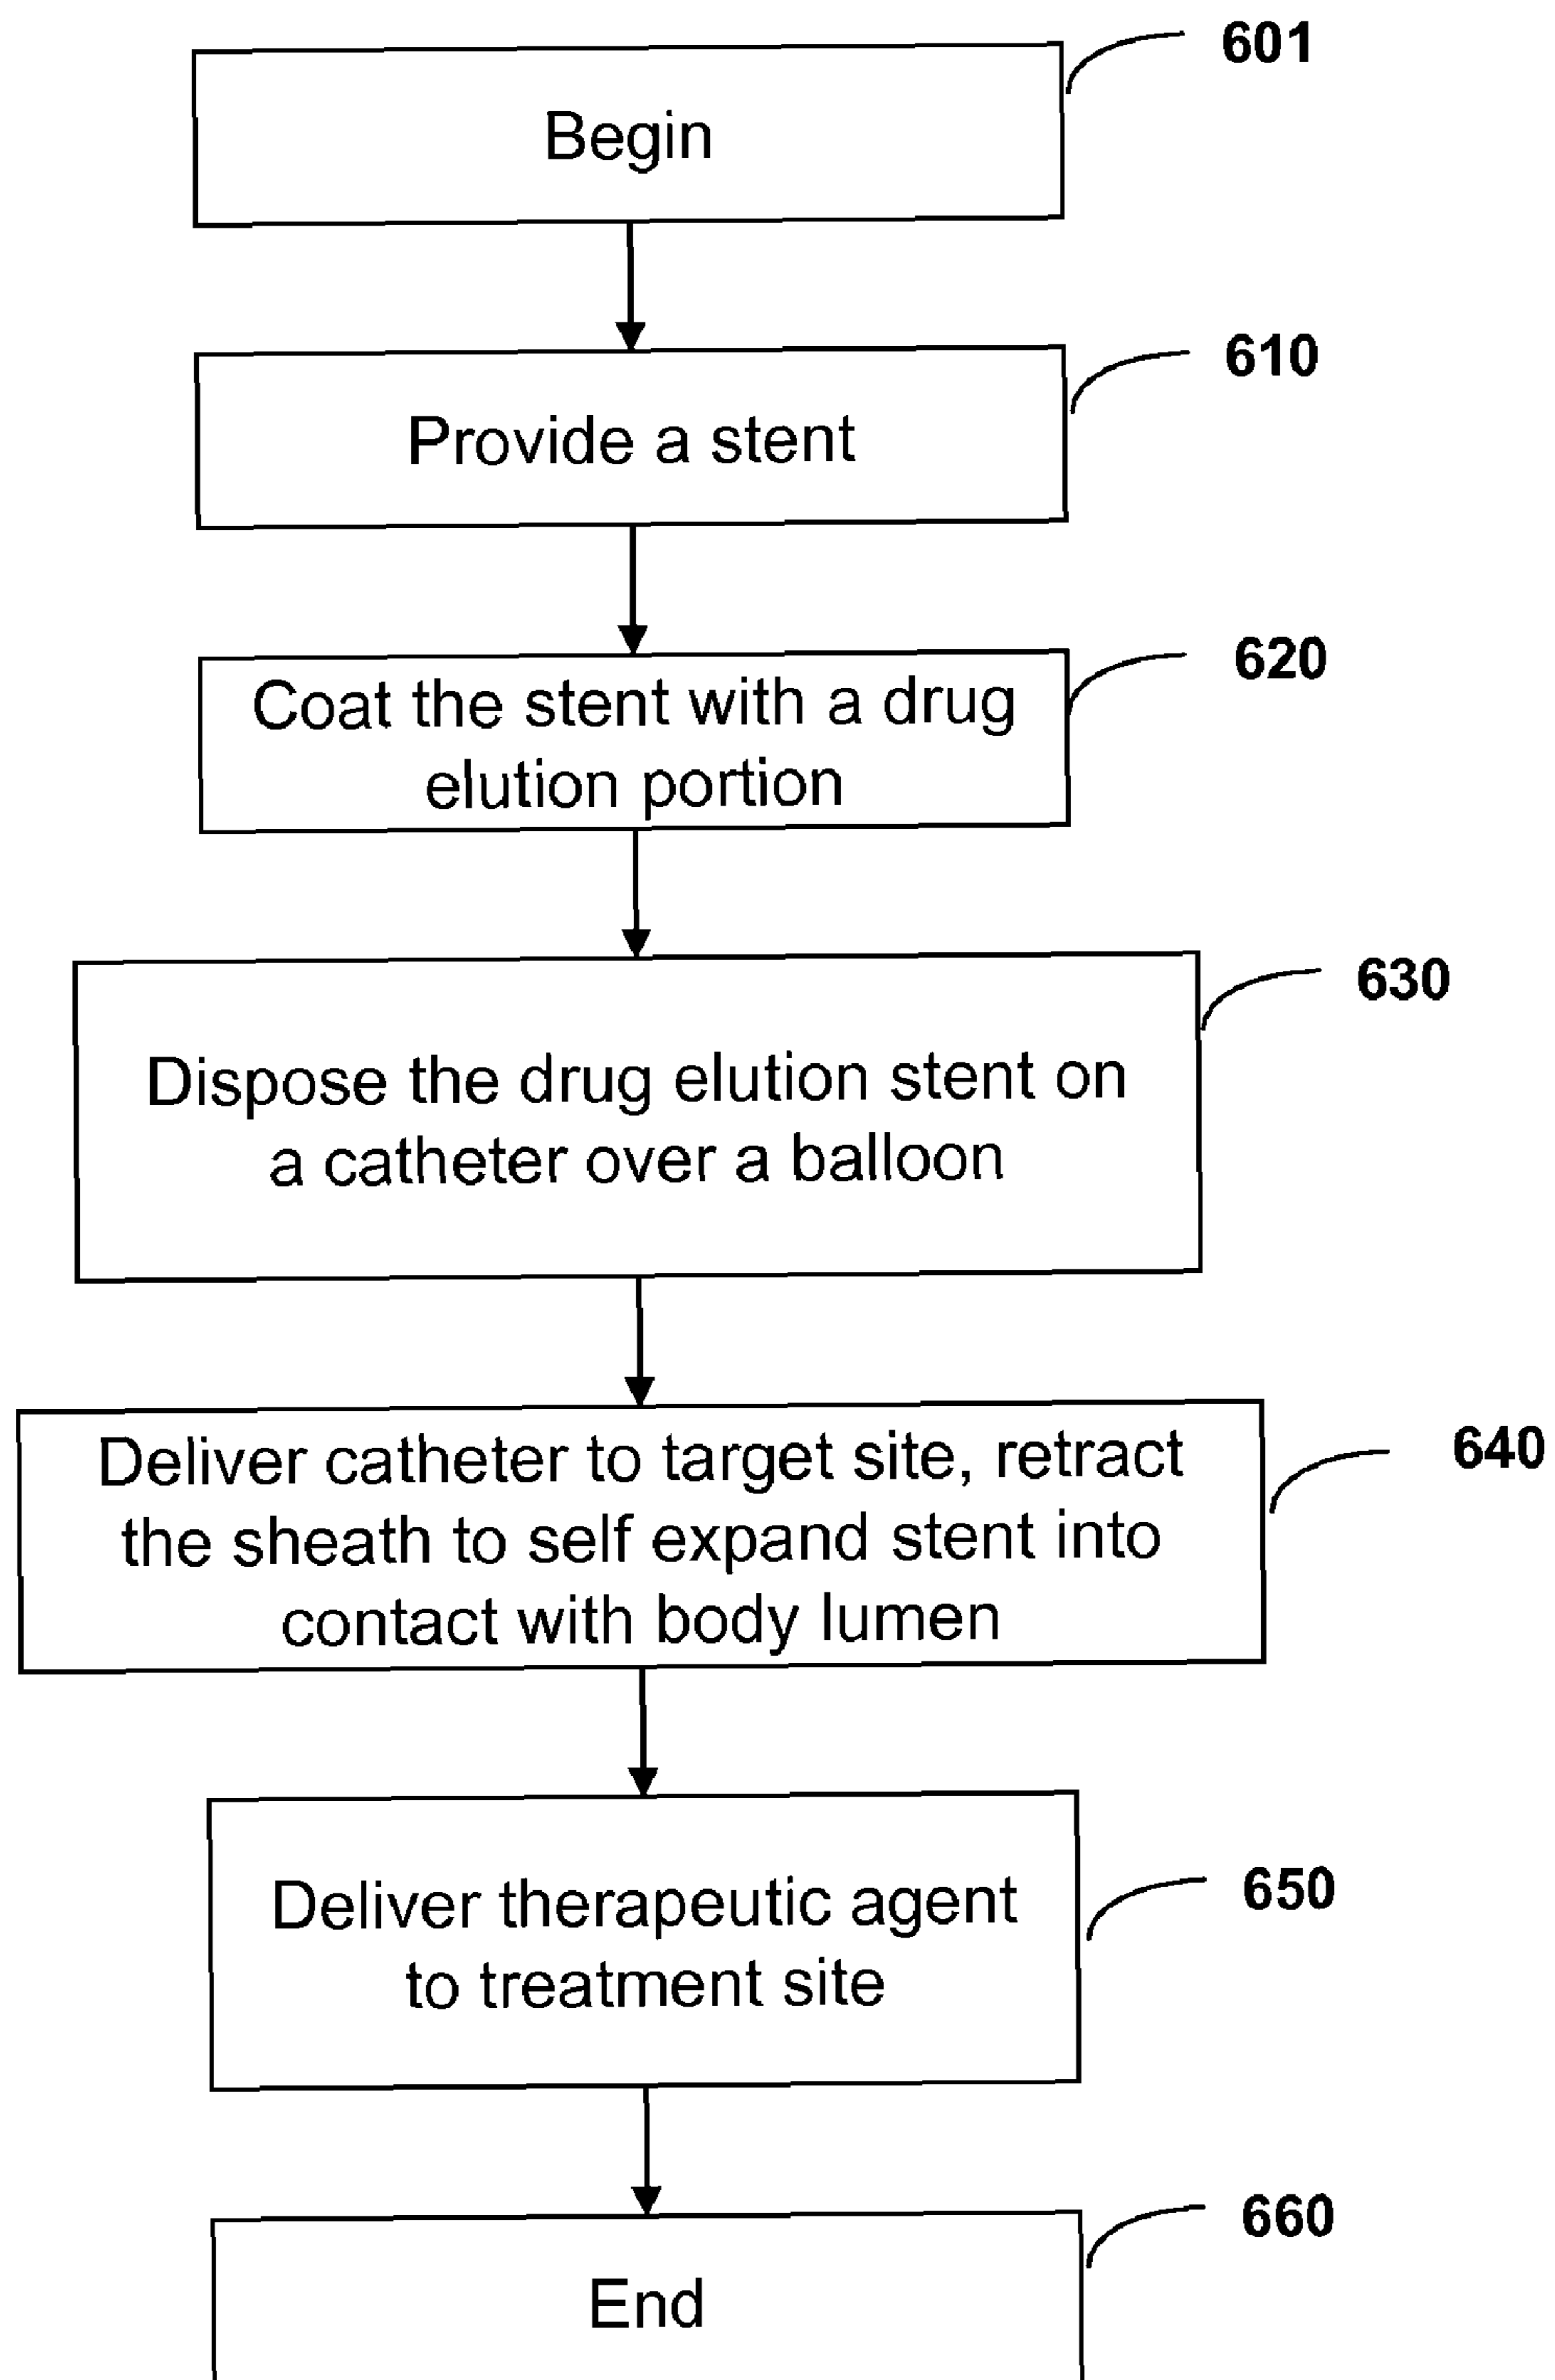 601
Begin
610
Provide a stent
620
Coat the stent with a drug
elution portion
630
Dispose the drug elution stent on
a catheter over a balloon
640
Deliver catheter to target site, retract
the sheath to self expand stent into
contact with body lumen
650
Deliver therapeutic agent
to treatment site
660
End